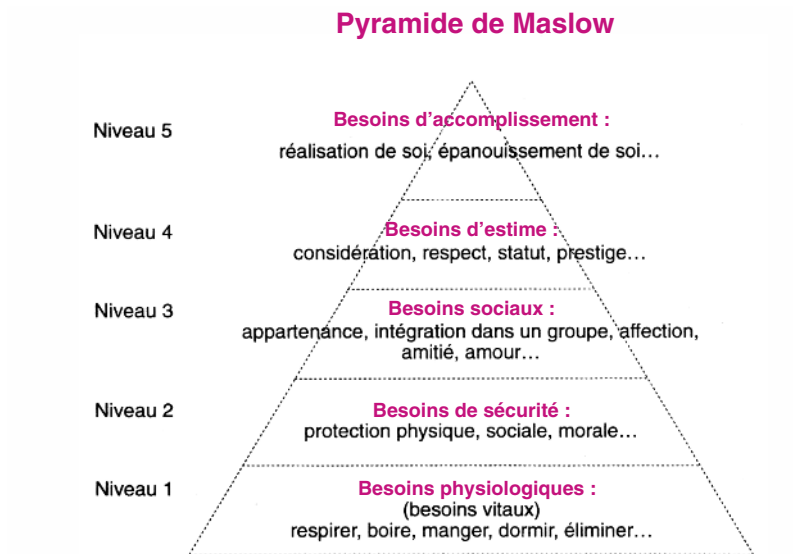 Pyramide de Maslow
Niveau 5
Besoins d'accomplissement :
réalisation de soi, épanouissement de soi...
Niveau 4
Besoins d'estime :
considération, respect, statut, prestige...
Niveau 3
Besoins sociaux :
appartenance, intégration dans un groupe, affection,
amitié, amour...
Niveau 2
Besoins de sécurité :
protection physique, sociale, morale...
Niveau 1
Besoins physiologiques :
(besoins vitaux)
respirer, boire, manger, dormir, éliminer...